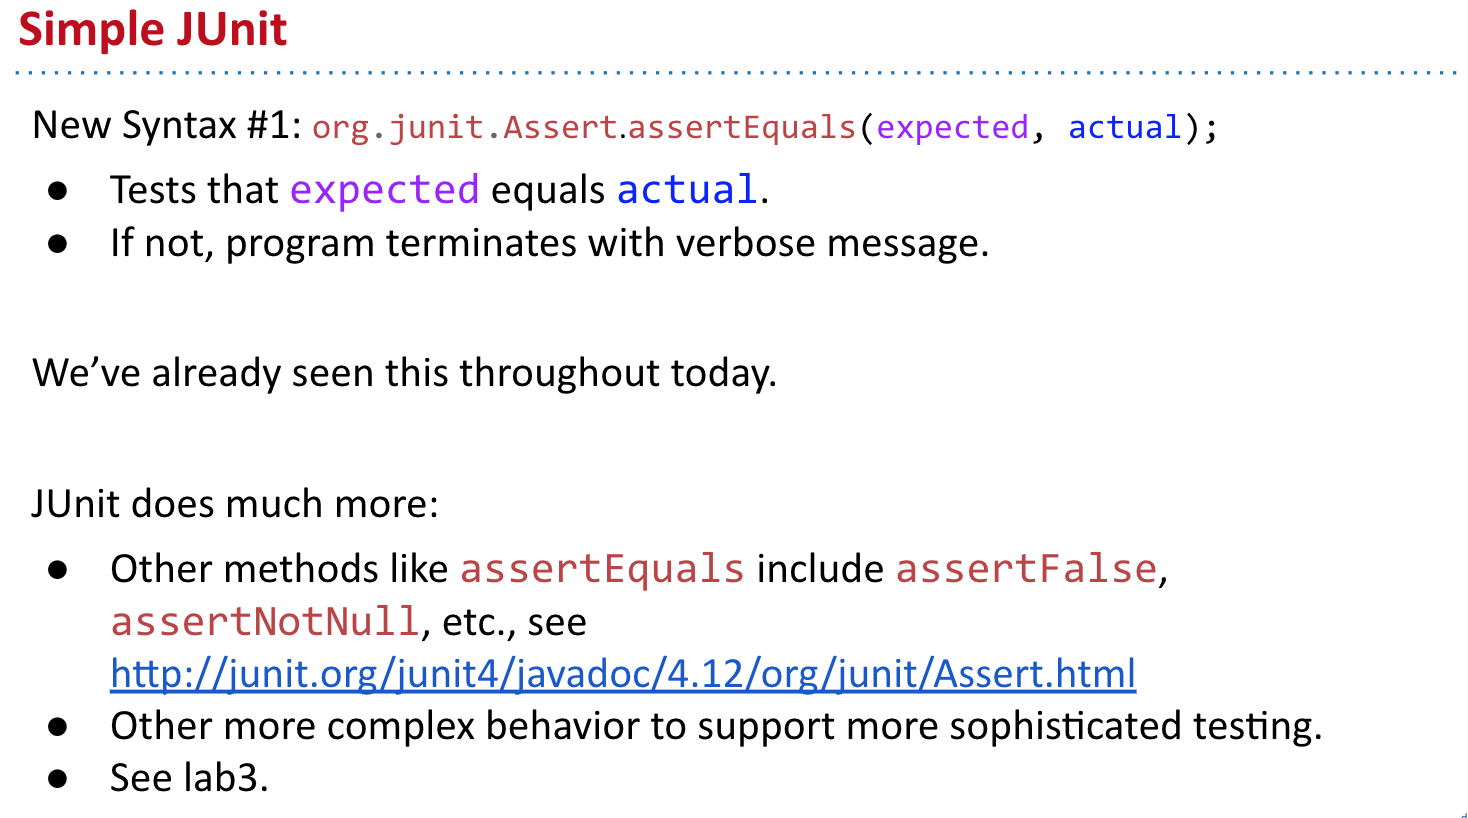 Simple JUnit
New Syntax #1: org.junit.Assert.assertEquals(expected, actual);
● Tests that expected equals actual.
● If not, program terminates with verbose message.
We’ve already seen this throughout today.
JUnit does much more:
● Other methods like assertEquals include assertFalse,
assertNotNull, etc., see
http://junit.org/junit4/javadoc/4.12/org/junit/Assert.html
● Other more complex behavior to support more sophisticated testing.
● See lab3.